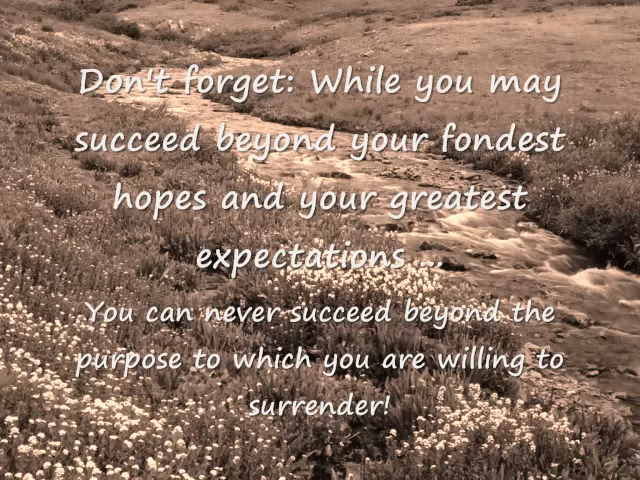 Don't forget: While you may
succeed beyond your fondest
hopes and your greatest
expectations ....
You can never succeed beyond the
purpose to which you are willing to
surrender!